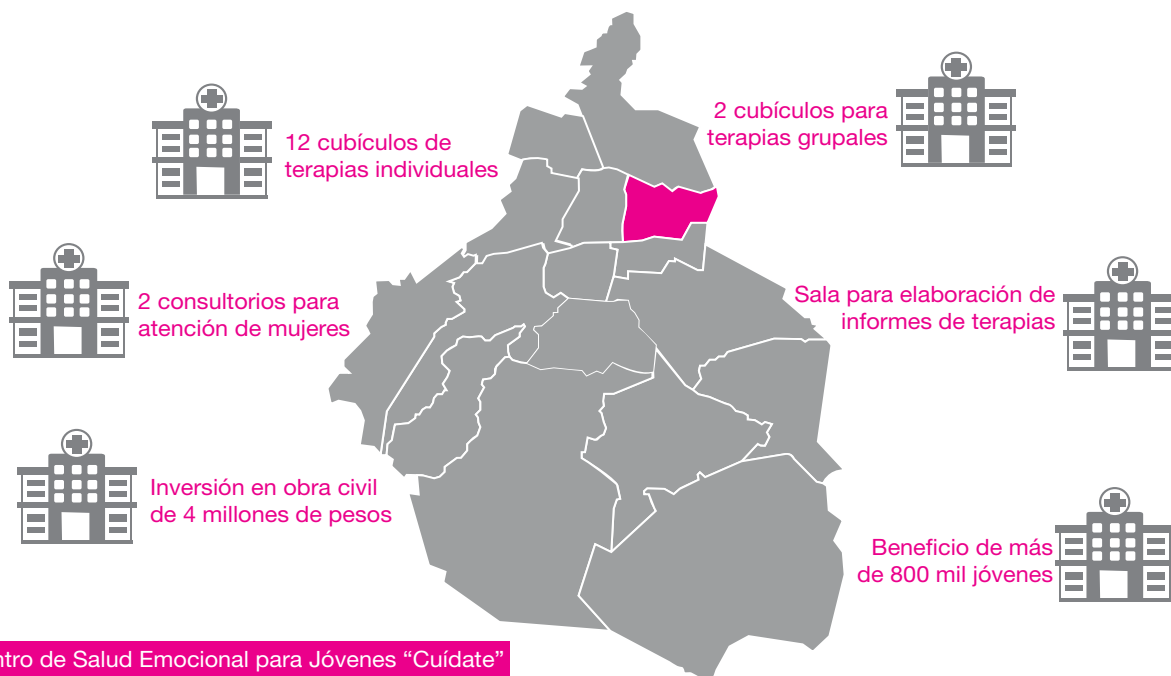 2 cubículos para
terapias grupales
12 cubículos de
terapias individuales
2 consultorios para
atención de mujeres
Sala para elaboración de
informes de terapias
Inversión en obra civil
de 4 millones de pesos
Beneficio de más
de 800 mil jóvenes
ntro de Salud Emocional para Jóvenes “Cuídate”